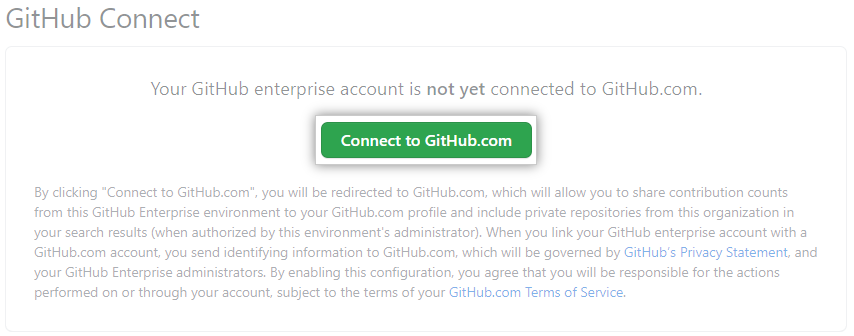 GitHub Connect
Your GitHub enterprise account is not yet connected to GitHub.com.
Connect to GitHub.com
By clicking "Connect to GitHub.com", you will be redirected to GitHub.com, which will allow you to share contribution counts
from this GitHub Enterprise environment to your GitHub.com profile and include private repositories from this organization in
your search results (when authorized by this environment's administrator). When you link your GitHub enterprise account with a
GitHub.com account, you send identifying information to GitHub.com, which will be governed by GitHub's Privacy Statement, and
your GitHub Enterprise administrators. By enabling this configuration, you agree that you will be responsible for the actions
performed on or through your account, subject to the terms of your GitHub.com Terms of Service.